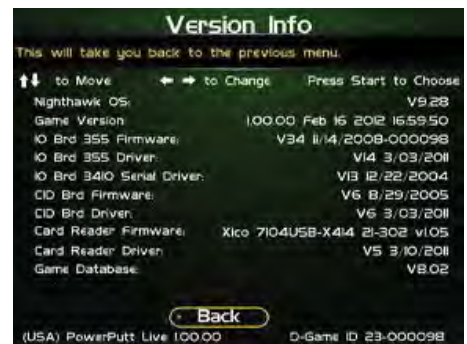 Version Info
This will take you back to the previous menu.
↑↓ to Move ← → to Change Press Start to Choose
Nighthawk OS: V9.28
Game Version: 1.00.00 Feb 16 2012 16:59:50
IO Brd 355 Firmware: V34 11/14/2008-000098
IO Brd 355 Driver: V14 3/03/2011
IO Brd 3410 Serial Driver: V13 12/22/2004
CID Brd Firmware: V6 8/29/2005
CID Brd Driver: V6 3/03/2011
Card Reader Firmware: Xico 7104USB-X414 21-302 v1.05
Card Reader Driver: V5 3/10/2011
Game Database: V8.02
Back
(USA) PowerPutt Live 1.00.00 D-Game ID 23-000098